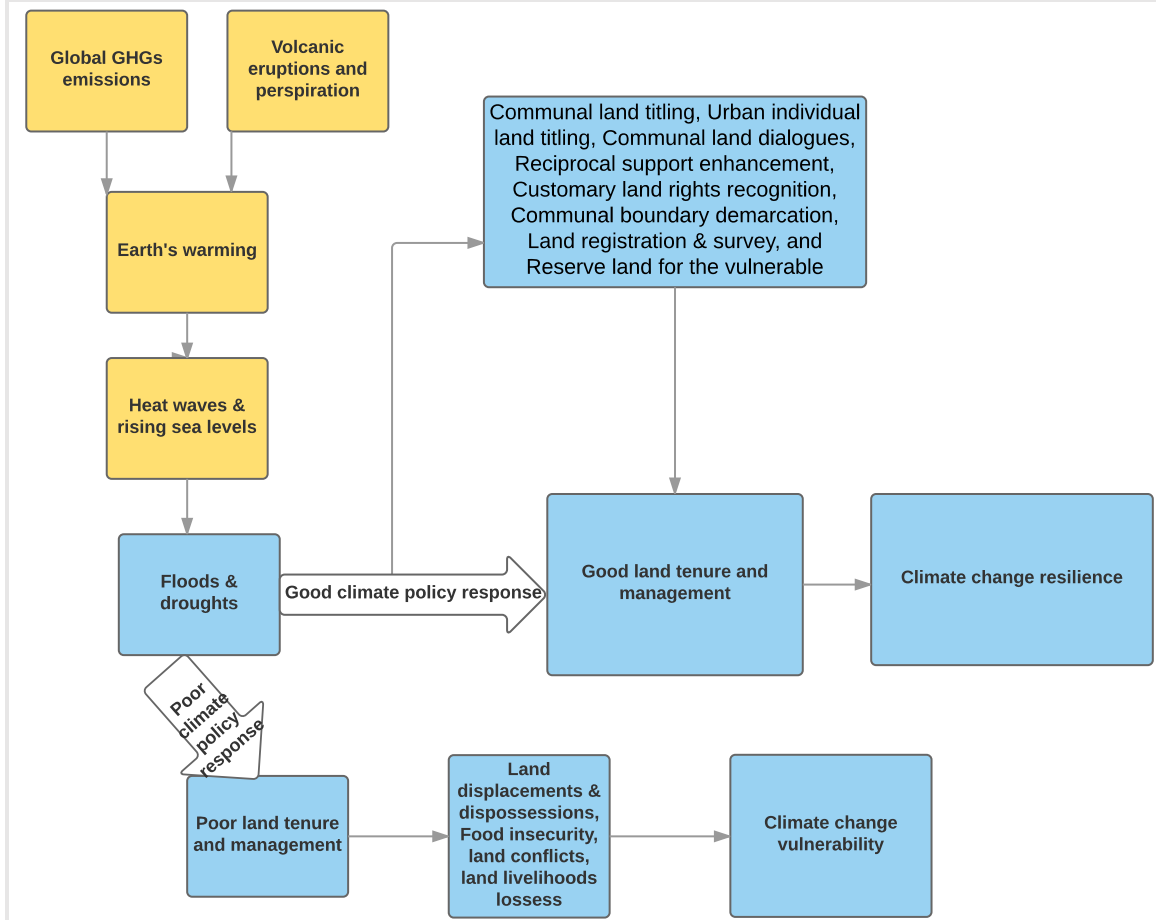 Global GHGs
emissions
Volcanic
eruptions and
perspiration
Communal land titling, Urban individual
land titling, Communal land dialogues,
Reciprocal support enhancement,
Customary land rights recognition,
Communal boundary demarcation,
Land registration & survey, and
Reserve land for the vulnerable
Earth's warming
Heat waves &
rising sea levels
Floods &
droughts
Good climate policy response
Good land tenure and
management
Climate change resilience
Poor
climate
policy
response
Poor land tenure
and management
Land
displacements &
dispossessions,
Food insecurity,
land conflicts,
land livelihoods
lossess
Climate change
vulnerability